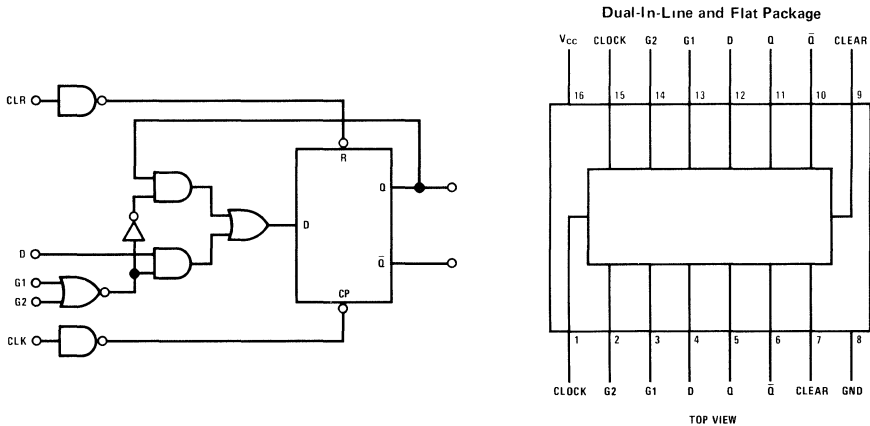 Dual-In-Line and Flat Package
VCC CLOCK G2 G1 D Q Q̅ CLEAR
16 15 14 13 12 11 10 9
1 2 3 4 5 6 7 8
CLOCK G2 G1 D Q Q̅ CLEAR GND
TOP VIEW
CLR
R
Q
D
Q̅
D
G1
G2
CP
CLK